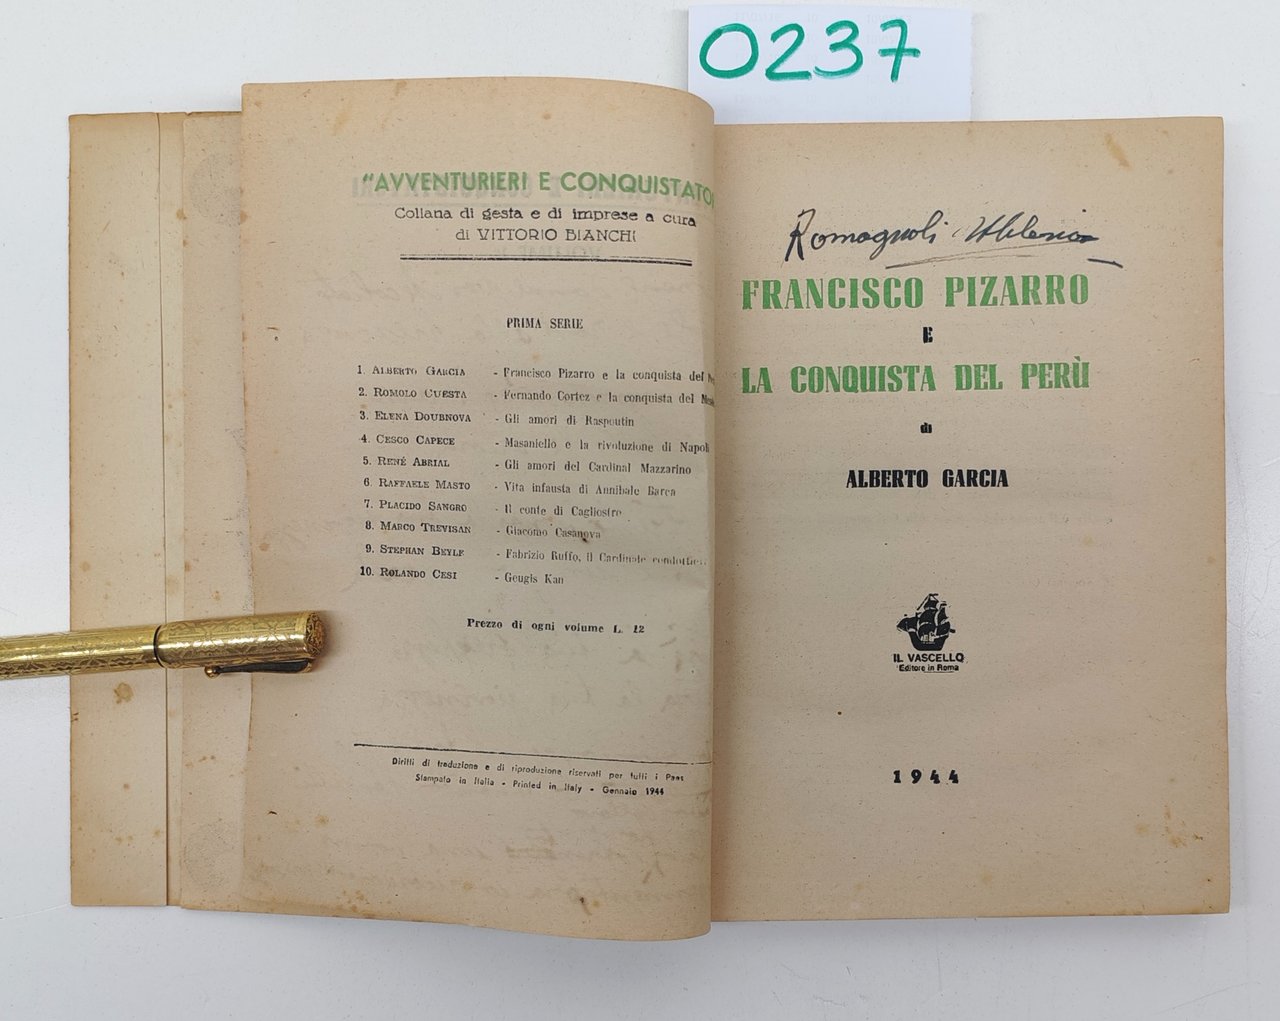 0237
"AVVENTURIERI E CONQUISTATO
Collana di gesta e di imprese a cura
di VITTORIO BIANCHI
PRIMA SERIE
1. ALBERTO GARCIA - Francisco Pizarro e la conquista del
2. ROMOLO CUESTA - Fernando Cortez e la conquista del
3. ELENA DOUBNOVA - Gli amori di Raspoutin
4. CESCO CAPECE - Masaniello e la rivoluzione di Napoli
5. RENÉ ABRIAL - Gli amori del Cardinal Mazzarino
6. RAFFAELE MASTO - Vita infausta di Annibale Barca
7. PLACIDO SANGRO - Il conte di Cagliostro
8. MARCO TREVISAN - Giacomo Casanova
9. STEPHAN BEYLE - Fabrizio Ruffo, il Cardinale condottier
10. ROLANDO CESI - Geugis Kan
Prezzo di ogni volume L. 12
Diritti di traduzione e di riproduzione riservati per tutti i Paes
Stampato in Italia - Printed in Italy - Gennaio 1944
Romagnoli
FRANCISCO PIZARRO
E
LA CONQUISTA DEL PERÙ
di
ALBERTO GARCIA
IL VASCELLO
Editore in Roma
1944